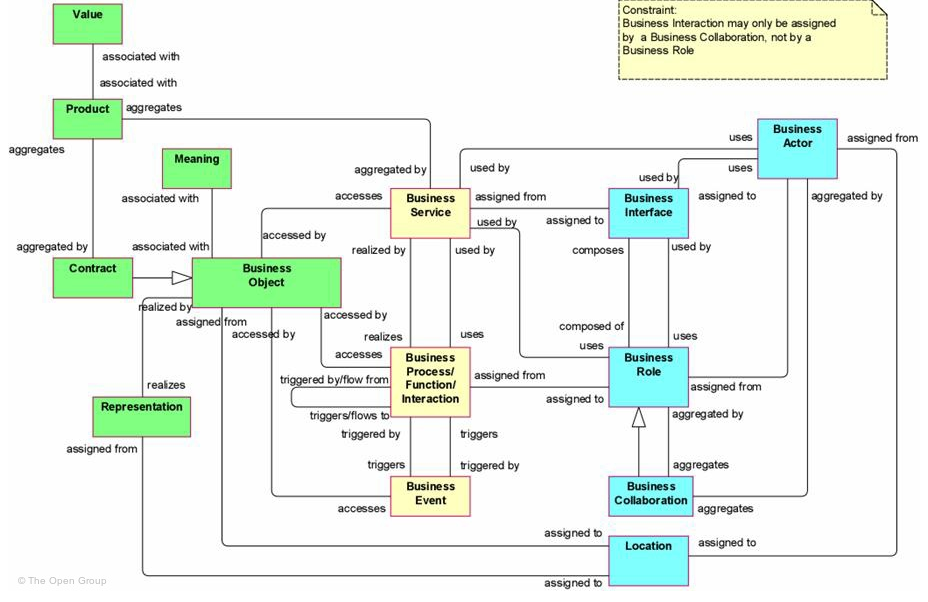 Constraint:
Business Interaction may only be assigned
by a Business Collaboration, not by a
Business Role
Value
associated with
associated with
Product
aggregates
aggregates
Business
Actor
uses
assigned from
Meaning
aggregated by
used by
uses
used by
associated with
accesses
Business
Service
assigned from
assigned to
Business
Interface
assigned to
aggregated by
used by
accessed by
aggregated by
associated with
realized by
used by
composes
used by
Contract
Business
Object
realized by
assigned from
accessed by
accessed by
composed of
realizes
uses
uses
uses
accesses
Business
Process/
Function/
Interaction
Business
Role
triggered by/flow from
assigned from
assigned from
realizes
assigned to
Representation
triggers/flows to
aggregated by
triggered by
triggers
assigned from
triggers
triggered by
aggregates
Business
Event
Business
Collaboration
accesses
aggregates
assigned to
Location
assigned to
assigned to
© The Open Group